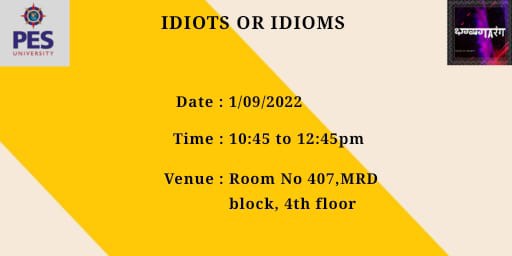 PES
UNIVERSITY
IDIOTS OR IDIOMS
Date : 1/09/2022
Time : 10:45 to 12:45pm
Venue : Room No 407,MRD
block, 4th floor